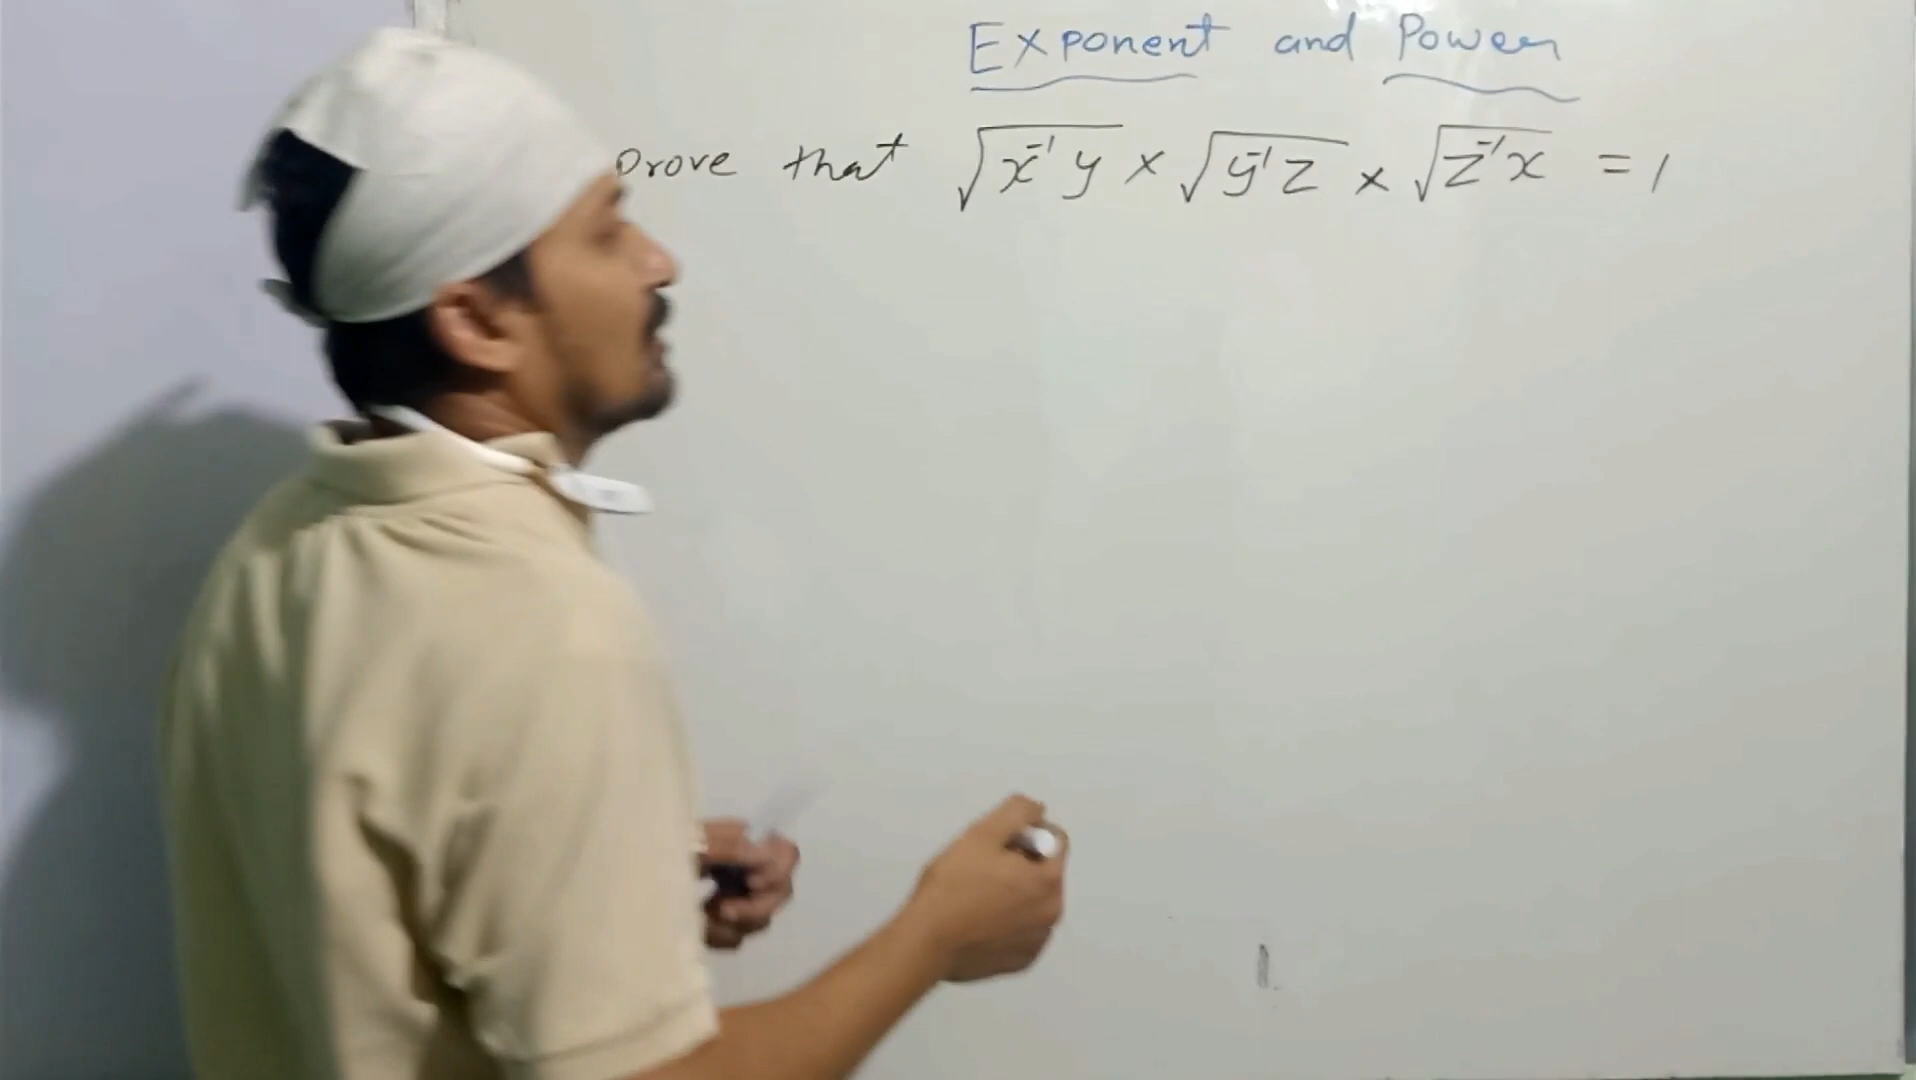 Exponent and Power
Prove that √x⁻¹y × √y⁻¹z × √z⁻¹x = 1